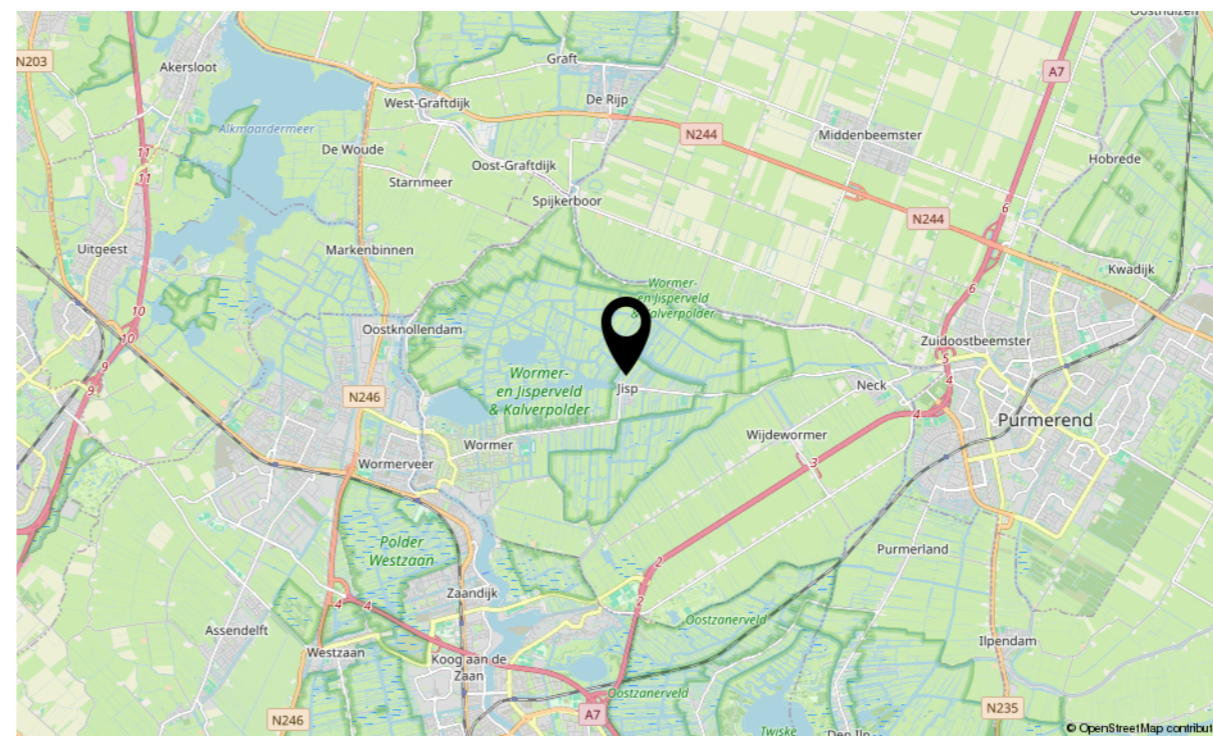 Oosthuizen
N203
Akersloot
Graft
A7
West-Graftdijk
De Rijp
Alkmaardermeer
N244
Middenbeemster
De Woude
11
Oost-Graftdijk
Hobrede
11
Starnmeer
Spijkerboor
6
N244
Uitgeest
Markenbinnen
Kwadijk
Wormer-
en Jisperveld
& Kalverpolder
6
10
Oostknollendam
10
Zuidoostbeemster
5
9
9
Wormer-
en Jisperveld
& Kalverpolder
Jisp
Neck
4
N246
4
Purmerend
Wormer
Wijdewormer
Wormerveer
3
Polder
Westzaan
Purmerland
2
Zaandijk
2
4
4
Oostzanerveld
Assendelft
Ilpendam
Westzaan
Koog aan de
Zaan
Oostzanerveld
N235
N246
A7
Twiske
© OpenStreetMap contribut